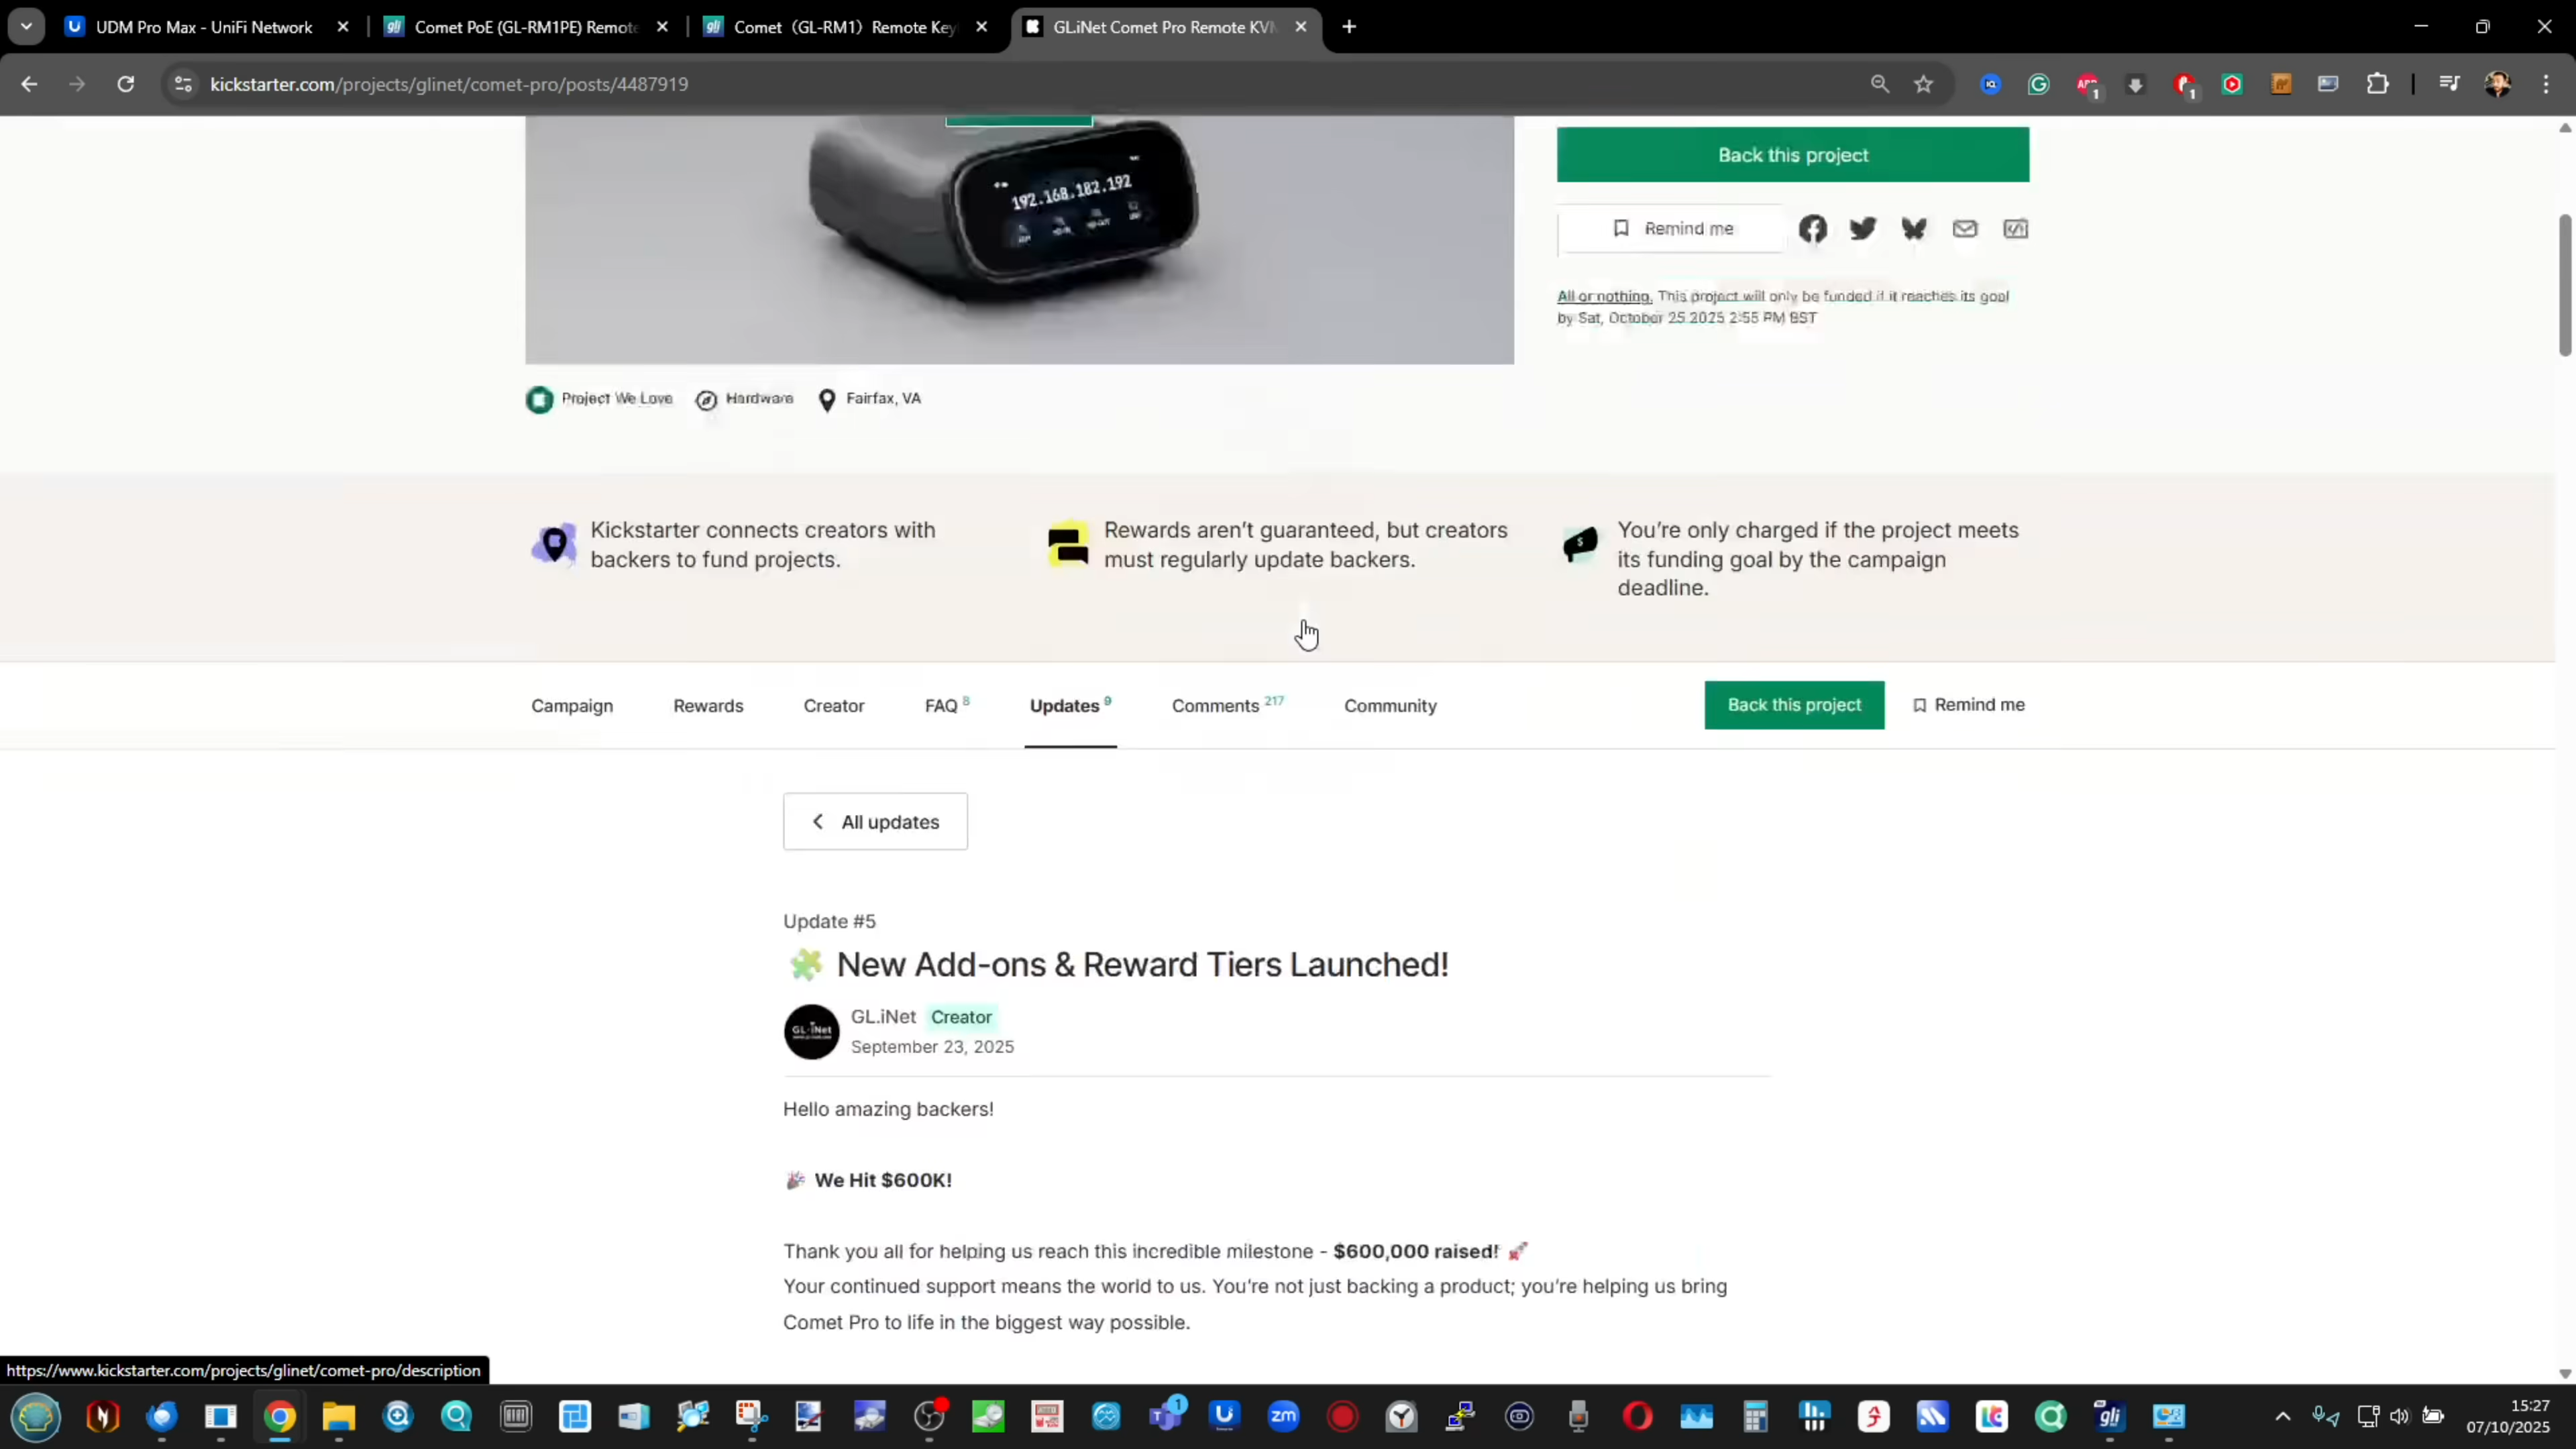 UDM Pro Max - UniFi Network
Comet PoE (GL-RM1PE) Remote
Comet（GL-RM1）Remote Key
GL.iNet Comet Pro Remote KVM
kickstarter.com/projects/glinet/comet-pro/posts/4487919
192.168.182.192
Back this project
Remind me
All or nothing. This project will only be funded if it reaches its goal
by Sat, October 25 2025 2:55 PM BST
Project We Love
Hardware
Fairfax, VA
Kickstarter connects creators with
backers to fund projects.
Rewards aren't guaranteed, but creators
must regularly update backers.
You're only charged if the project meets
its funding goal by the campaign
deadline.
Campaign
Rewards
Creator
FAQ 8
Updates 9
Comments 217
Community
Back this project
Remind me
All updates
Update #5
New Add-ons & Reward Tiers Launched!
GL.iNet Creator
September 23, 2025
Hello amazing backers!
We Hit $600K!
Thank you all for helping us reach this incredible milestone - $600,000 raised!
Your continued support means the world to us. You're not just backing a product; you're helping us bring
Comet Pro to life in the biggest way possible.
https://www.kickstarter.com/projects/glinet/comet-pro/description
15:27
07/10/2025